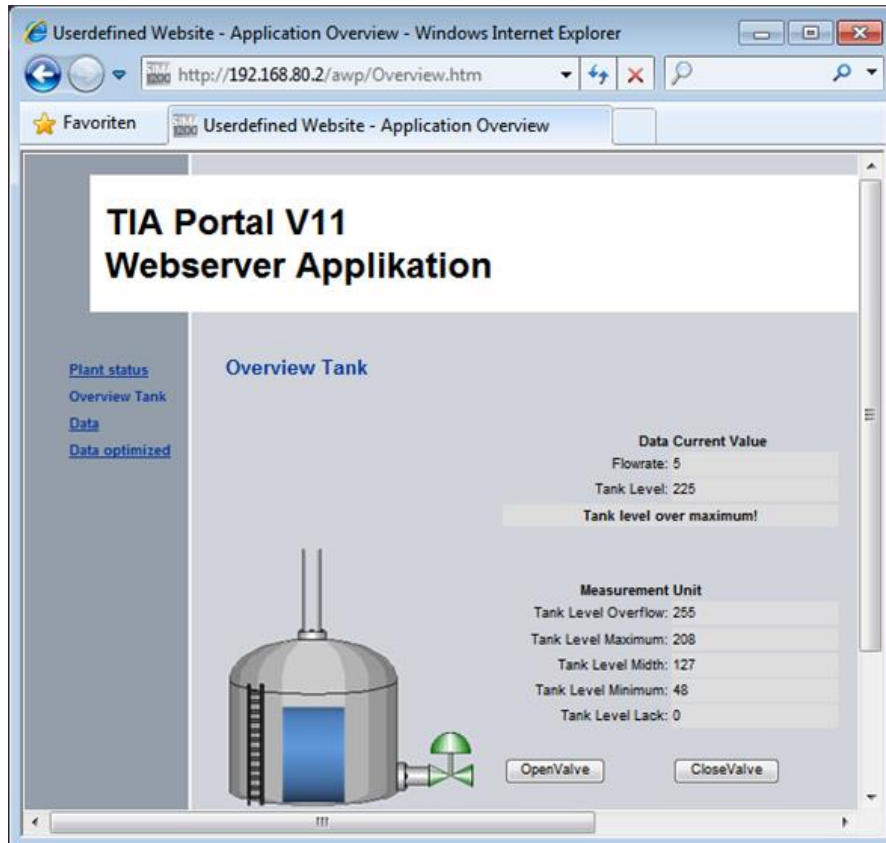 Userdefined Website - Application Overview - Windows Internet Explorer
http://192.168.80.2/awp/Overview.htm
Favoriten
Userdefined Website - Application Overview
TIA Portal V11
Webserver Applikation
Plant status
Overview Tank
Data
Data optimized
Overview Tank
Data Current Value
Flowrate: 5
Tank Level: 225
Tank level over maximum!
Measurement Unit
Tank Level Overflow: 255
Tank Level Maximum: 208
Tank Level Midth: 127
Tank Level Minimum: 48
Tank Level Lack: 0
OpenValve
CloseValve